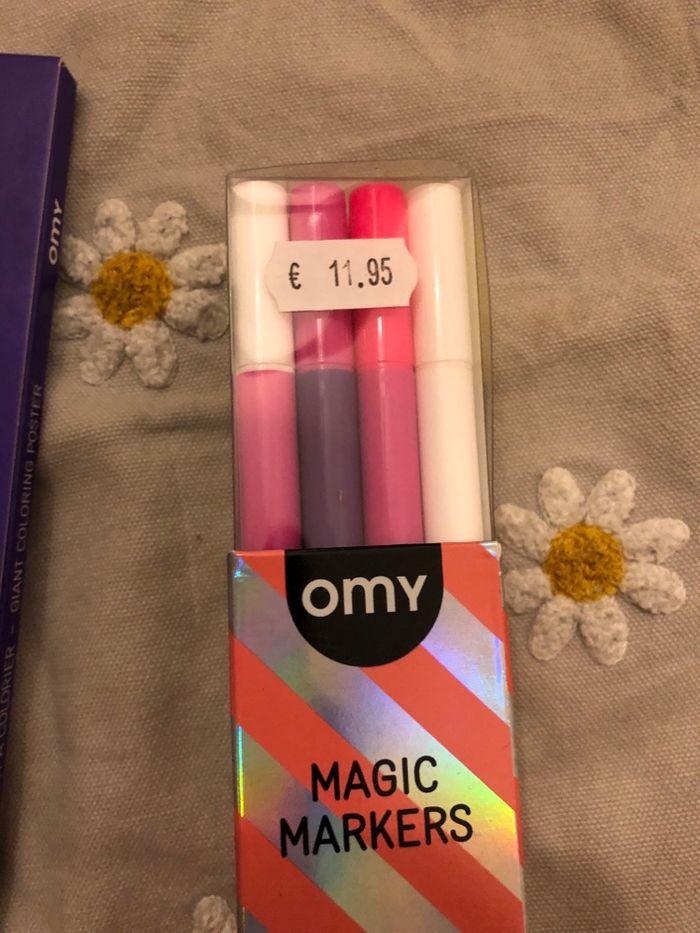 € 11.95
omy
MAGIC
MARKERS
omy
A COLORIER - GIANT COLORING POSTER